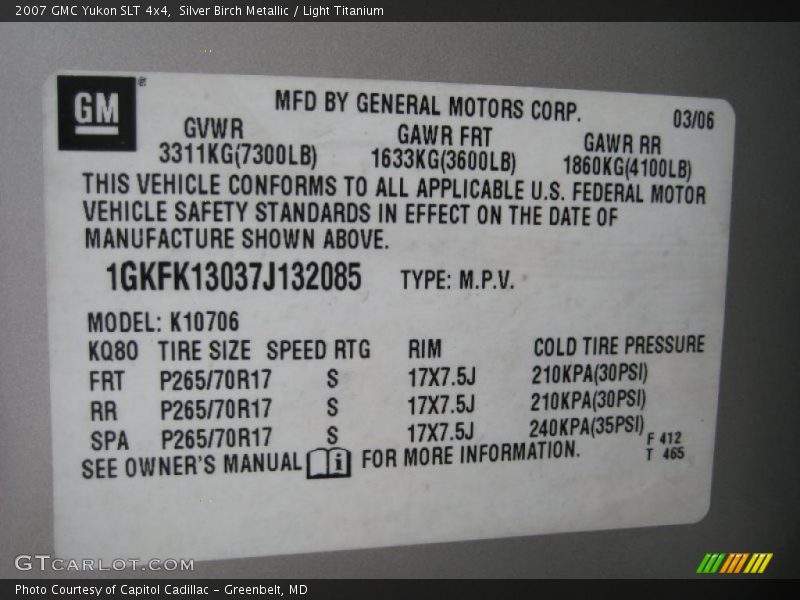 2007 GMC Yukon SLT 4x4,  Silver Birch Metallic / Light Titanium
GM
MFD BY GENERAL MOTORS CORP. 03/06
GVWR GAWR FRT GAWR RR
3311KG(7300LB) 1633KG(3600LB) 1860KG(4100LB)
THIS VEHICLE CONFORMS TO ALL APPLICABLE U.S. FEDERAL MOTOR
VEHICLE SAFETY STANDARDS IN EFFECT ON THE DATE OF
MANUFACTURE SHOWN ABOVE.
1GKFK13037J132085 TYPE: M.P.V.
MODEL: K10706
KQ80 TIRE SIZE SPEED RTG RIM COLD TIRE PRESSURE
FRT P265/70R17 S 17X7.5J 210KPA(30PSI)
RR P265/70R17 S 17X7.5J 210KPA(30PSI)
SPA P265/70R17 S 17X7.5J 240KPA(35PSI)
F 412
T 465
SEE OWNER'S MANUAL i FOR MORE INFORMATION.
GTCARLOT.COM
Photo Courtesy of Capitol Cadillac - Greenbelt, MD